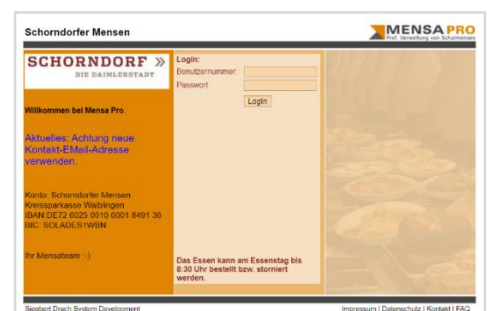 Schorndorfer Mensen
MENSA PRO
Prof. Verwaltung von Schulmensen
SCHORNDORF »
DIE DAIMLERSTADT
Willkommen bei Mensa Pro.
Aktuelles: Achtung neue
Kontakt-EMail-Adresse
verwenden.
Konto: Schorndorfer Mensen
Kreissparkasse Waiblingen
IBAN:DE72 6025 0010 0001 8491 36
BIC: SOLADES1WBN
Ihr Mensateam :-)
Login:
Benutzernummer:
Passwort:
Login
Das Essen kann am Essenstag bis
8:30 Uhr bestellt bzw. storniert
werden.
Siegbert Drach System Development
Impressum | Datenschutz | Kontakt | FAQ